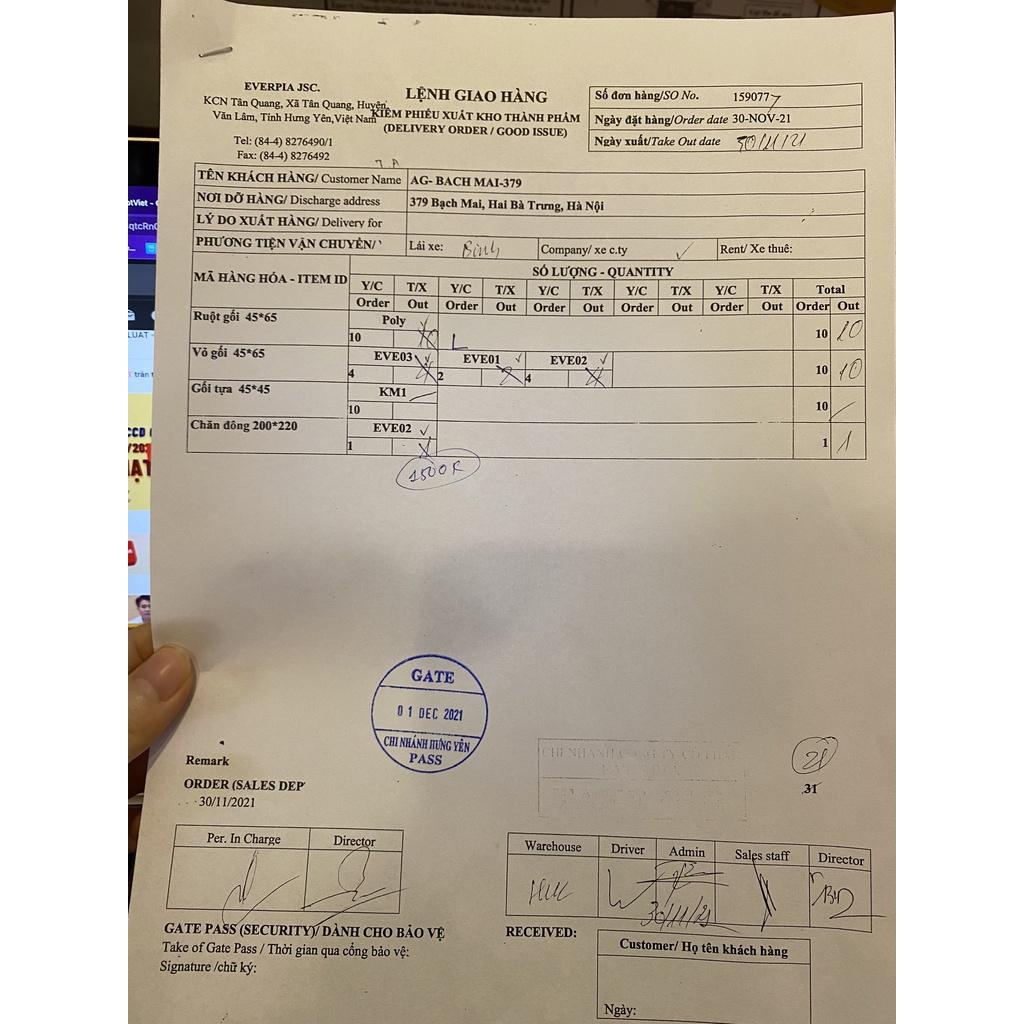 EVERPIA JSC.
KCN Tân Quang, Xã Tân Quang, Huyện,
Văn Lâm, Tỉnh Hưng Yên,Việt Nam
Tel: (84-4) 8276490/1
Fax: (84-4) 8276492
LỆNH GIAO HÀNG
KIÊM PHIẾU XUẤT KHO THÀNH PHẨM
(DELIVERY ORDER / GOOD ISSUE)
Số đơn hàng/SO No. 159077
Ngày đặt hàng/Order date 30-NOV-21
Ngày xuất/Take Out date 30/11/21
TÊN KHÁCH HÀNG/ Customer Name AG- BACH MAI-379
NƠI DỠ HÀNG/ Discharge address 379 Bạch Mai, Hai Bà Trưng, Hà Nội
LÝ DO XUẤT HÀNG/ Delivery for
PHƯƠNG TIỆN VẬN CHUYỂN/ Lái xe: Bình Company/ xe c.ty ✓ Rent/ Xe thuê:
MÃ HÀNG HÓA - ITEM ID SỐ LƯỢNG - QUANTITY
Y/C T/X Y/C T/X Y/C T/X Y/C T/X Y/C T/X Total
Order Out Order Out Order Out Order Out Order Out Order Out
Ruột gối 45*65 Poly ✓
10 10 10 10
Vỏ gối 45*65 EVE03 ✓ EVE01 ✓ EVE02 ✓
4 4 2 2 4 4 10 10
Gối tựa 45*45 KM1
10 10
Chăn đông 200*220 EVE02 ✓
1 1 1
1500K
GATE
01 DEC 2021
CHI NHÁNH HƯNG YÊN
PASS
21
31
Remark
ORDER (SALES DEP
30/11/2021
Per. In Charge Director
Warehouse Driver Admin Sales staff Director
30/11/21
GATE PASS (SECURITY)/ DÀNH CHO BẢO VỆ
Take of Gate Pass / Thời gian qua cổng bảo vệ:
Signature /chữ ký:
RECEIVED:
Customer/ Họ tên khách hàng
Ngày: